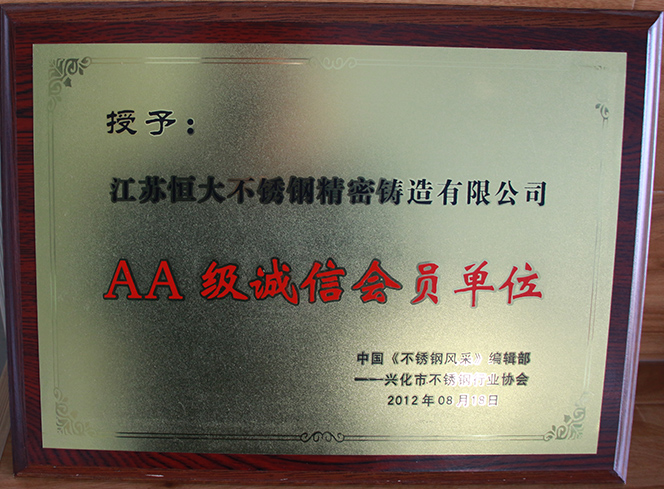 授予：
江苏恒大不锈钢精密铸造有限公司
AA级诚信会员单位
中国《不锈钢风采》编辑部
——兴化市不锈钢行业协会
2012年08月18日